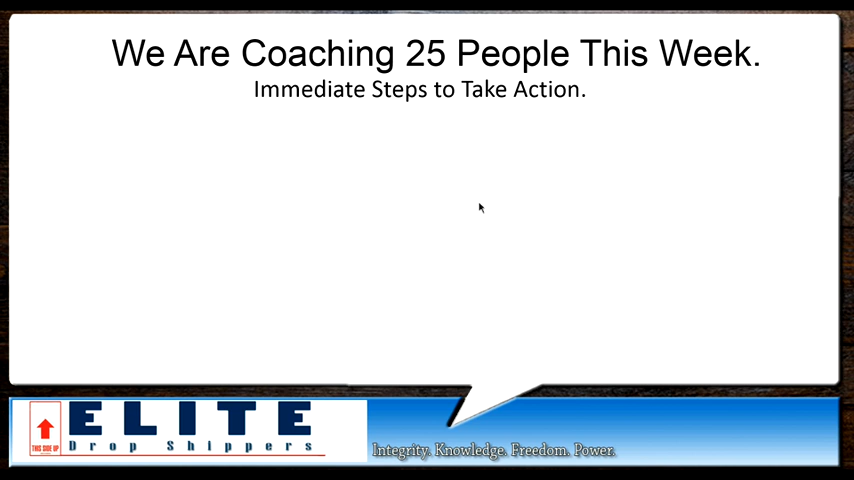 We Are Coaching 25 People This Week.
Immediate Steps to Take Action.
ELITE
Drop Shippers
THIS SIDE UP
Integrity. Knowledge. Freedom. Power.